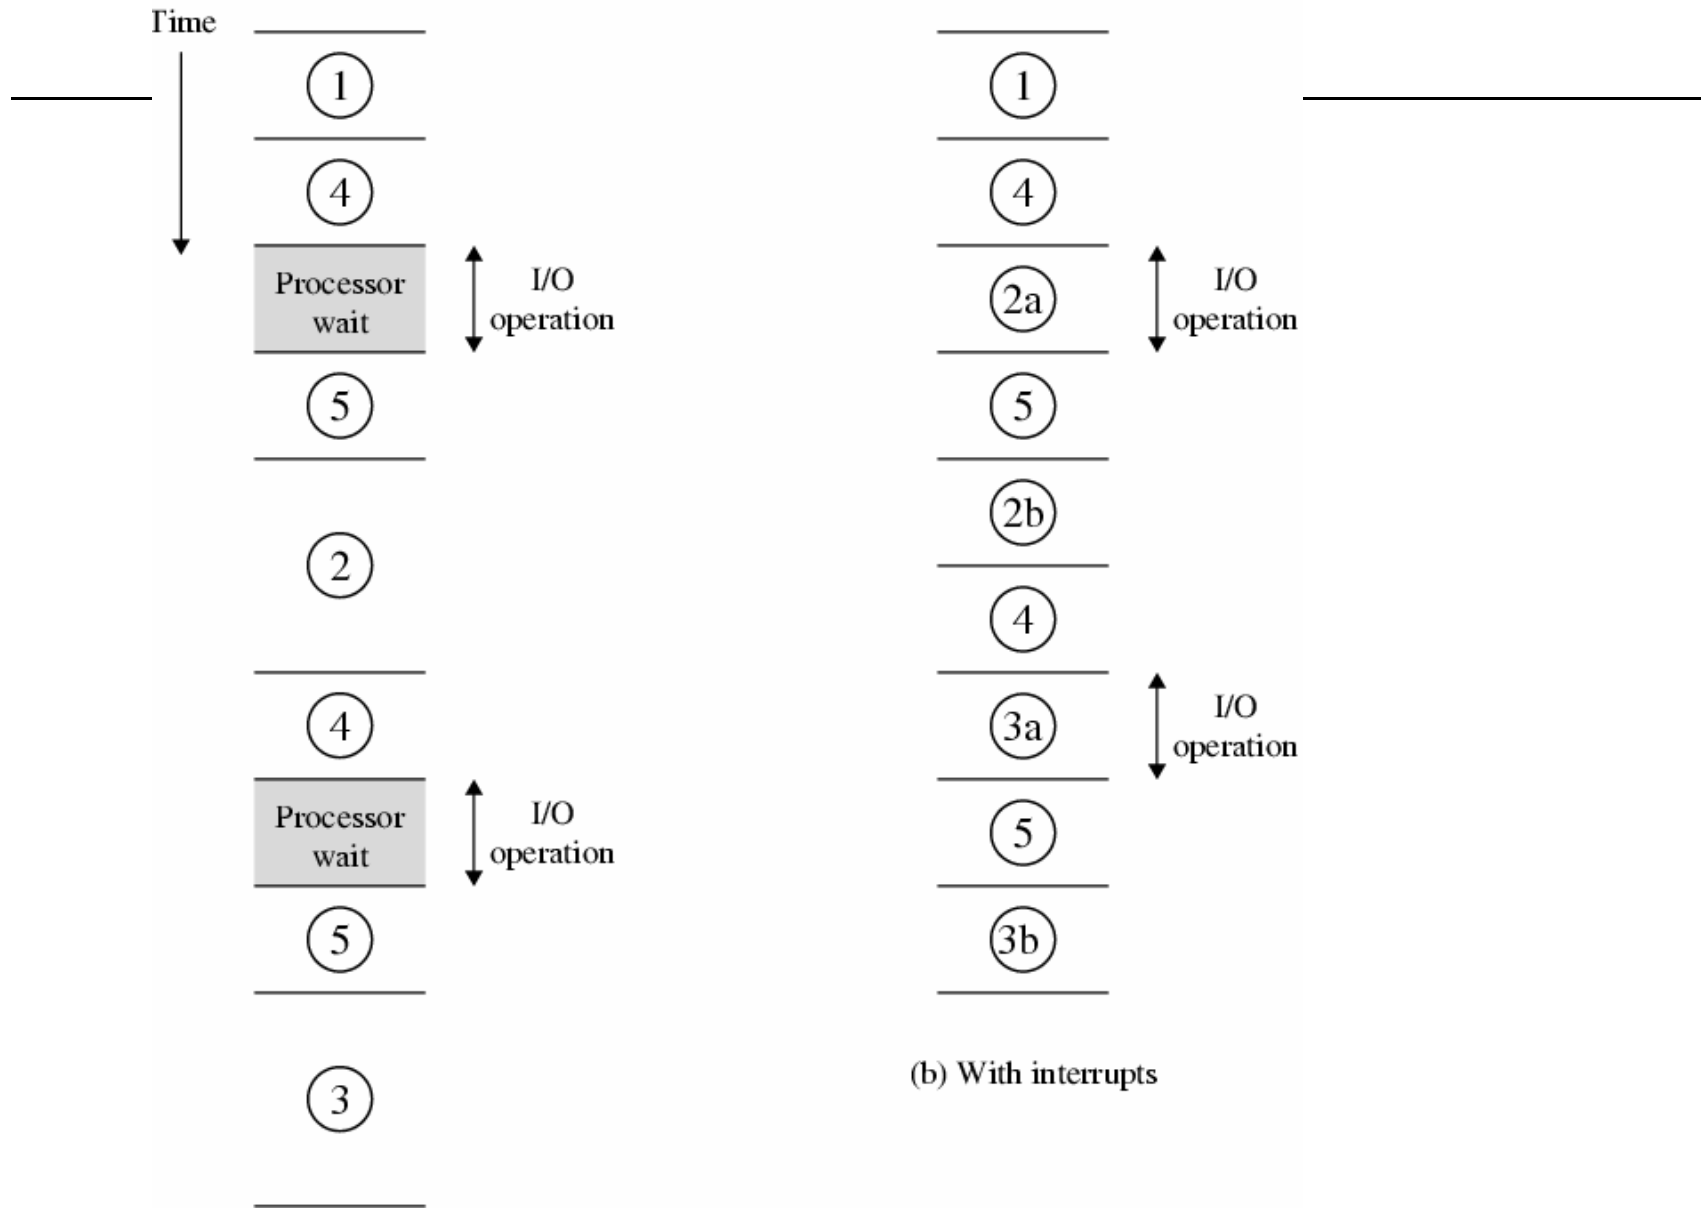 Time
1
4
Processor
wait
I/O
operation
5
2
4
Processor
wait
I/O
operation
5
3
1
4
2a
I/O
operation
5
2b
4
3a
I/O
operation
5
3b
(b) With interrupts